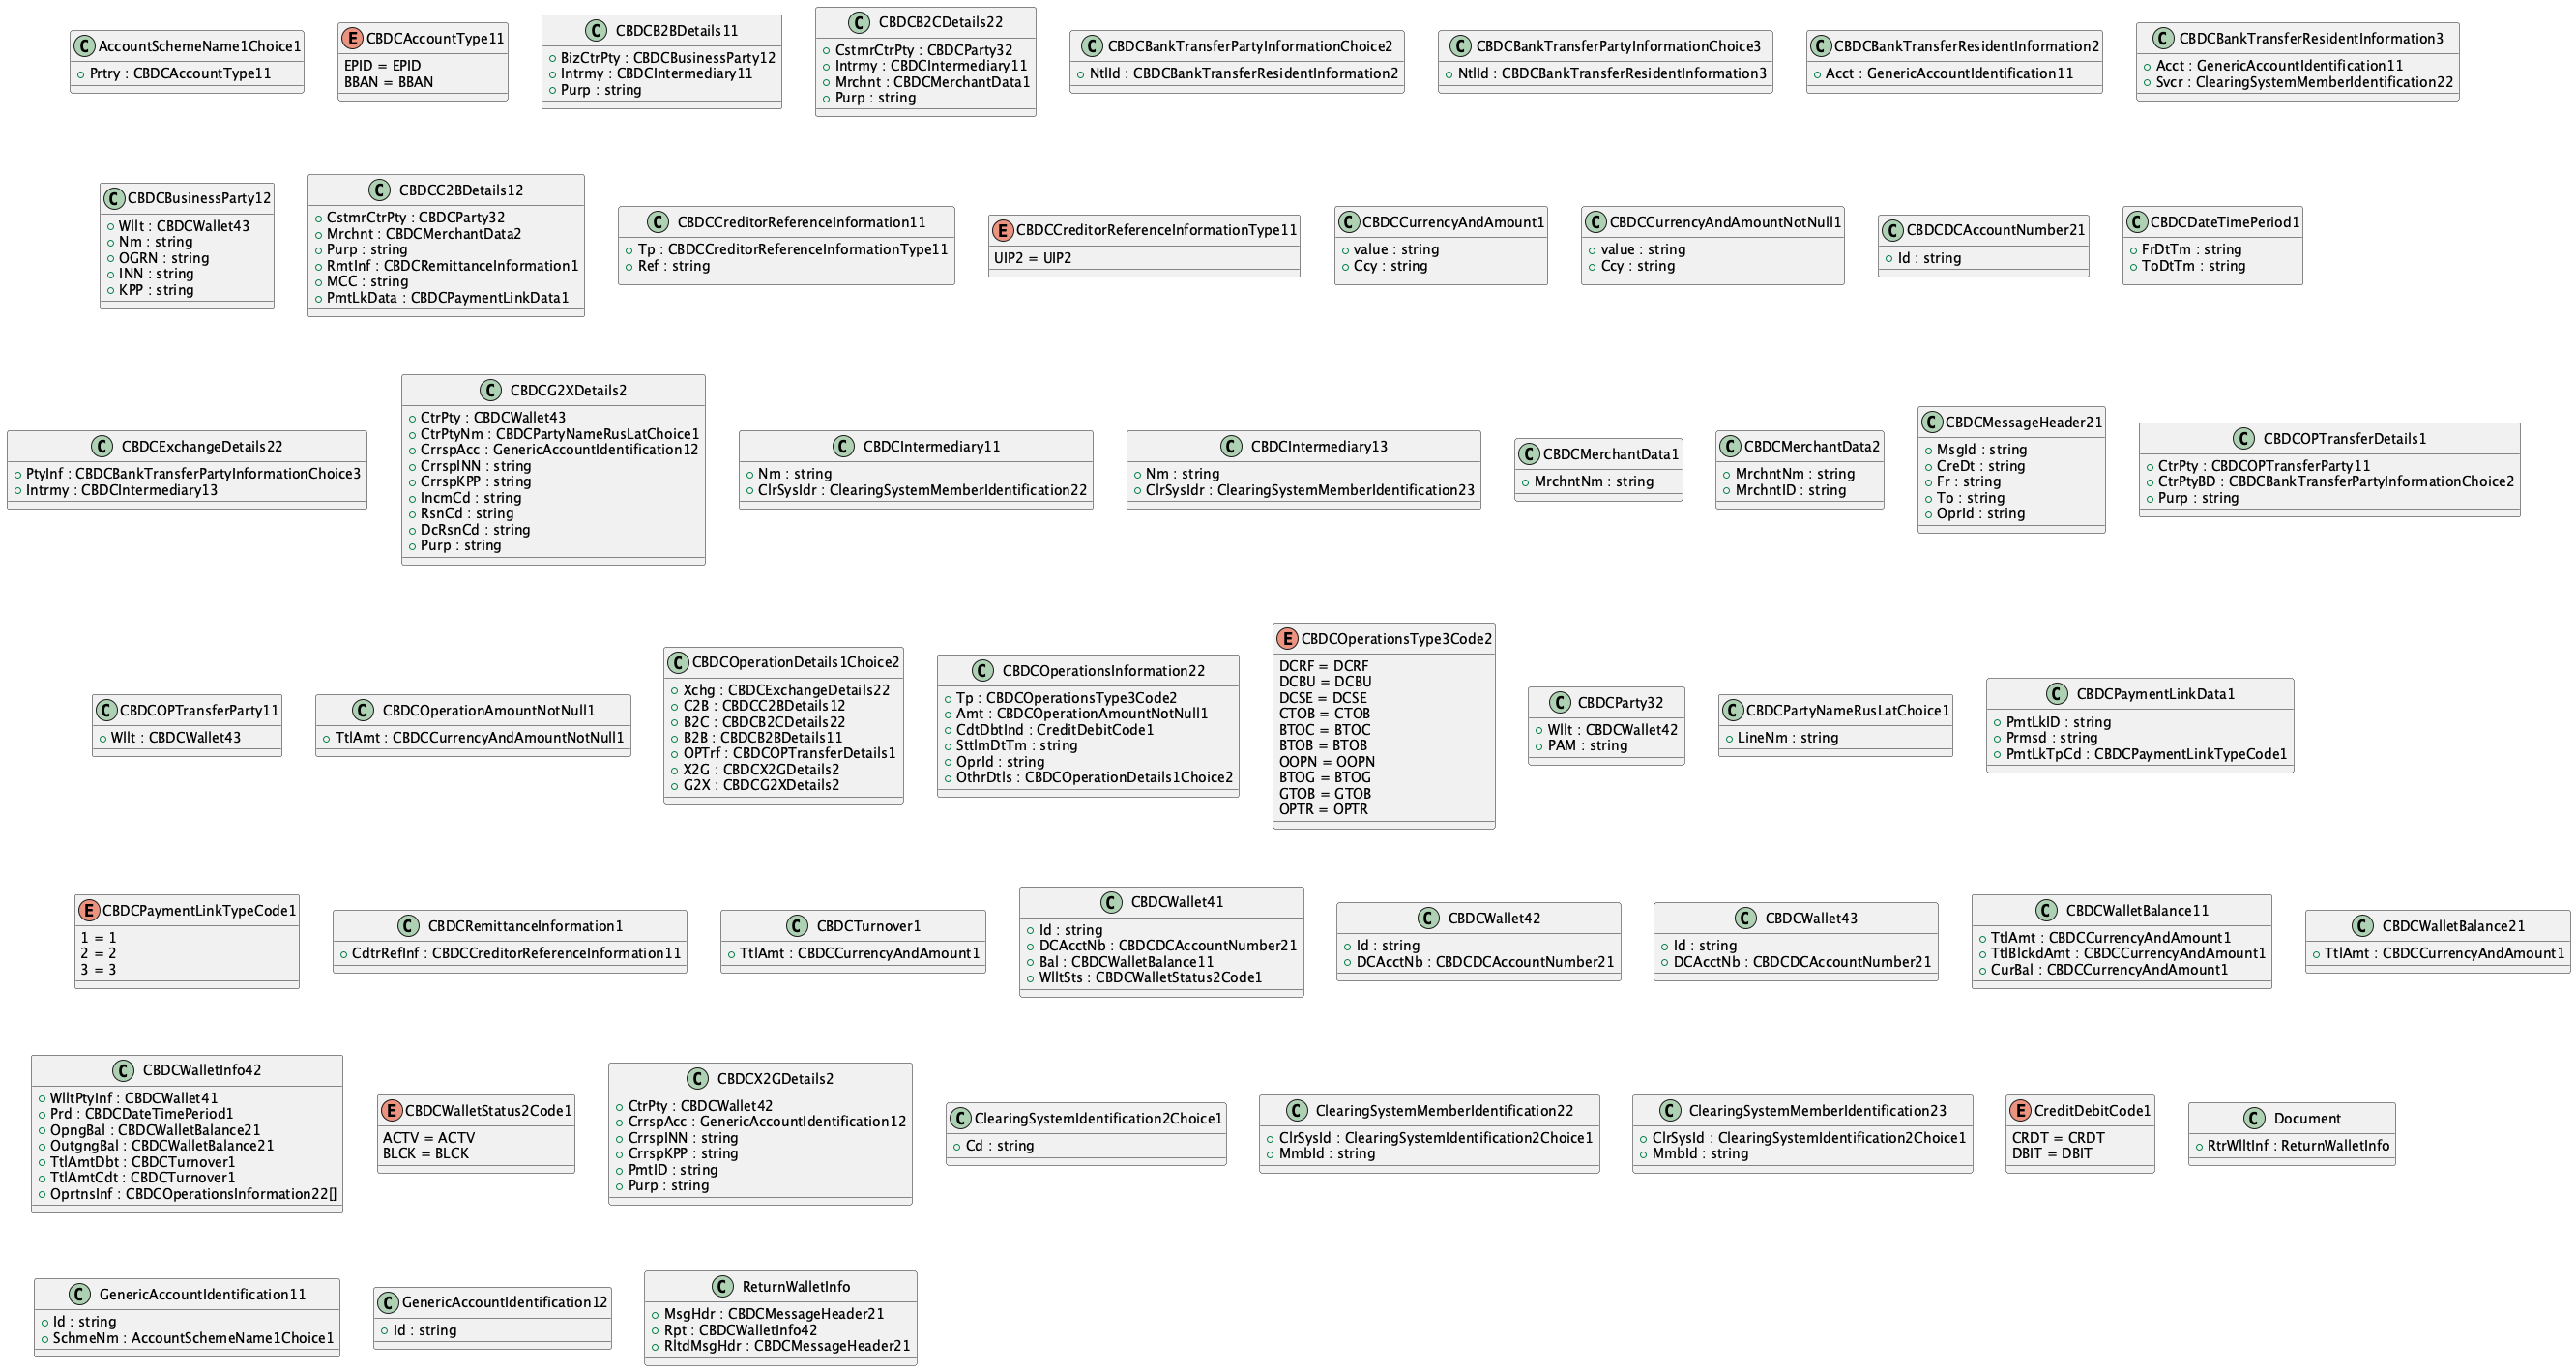 AccountSchemeName1Choice1
Prtry : CBDCAccountType11
CBDCAccountType11
EPID = EPID
BBAN = BBAN
CBDCB2BDetails11
BizCtrPty : CBDCBusinessParty12
Intrmy : CBDCIntermediary11
Purp : string
CBDCB2CDetails22
CstmrCtrPty : CBDCParty32
Intrmy : CBDCIntermediary11
Mrchnt : CBDCMerchantData1
Purp : string
CBDCBankTransferPartyInformationChoice2
NtlId : CBDCBankTransferResidentInformation2
CBDCBankTransferPartyInformationChoice3
NtlId : CBDCBankTransferResidentInformation3
CBDCBankTransferResidentInformation2
Acct : GenericAccountIdentification11
CBDCBankTransferResidentInformation3
Acct : GenericAccountIdentification11
Svcr : ClearingSystemMemberIdentification22
CBDCBusinessParty12
Wllt : CBDCWallet43
Nm : string
OGRN : string
INN : string
KPP : string
CBDCC2BDetails12
CstmrCtrPty : CBDCParty32
Mrchnt : CBDCMerchantData2
Purp : string
RmtInf : CBDCRemittanceInformation1
MCC : string
PmtLkData : CBDCPaymentLinkData1
CBDCCreditorReferenceInformation11
Tp : CBDCCreditorReferenceInformationType11
Ref : string
CBDCCreditorReferenceInformationType11
UIP2 = UIP2
CBDCCurrencyAndAmount1
value : string
Ccy : string
CBDCCurrencyAndAmountNotNull1
value : string
Ccy : string
CBDCDCAccountNumber21
Id : string
CBDCDateTimePeriod1
FrDtTm : string
ToDtTm : string
CBDCExchangeDetails22
PtyInf : CBDCBankTransferPartyInformationChoice3
Intrmy : CBDCIntermediary13
CBDCG2XDetails2
CtrPty : CBDCWallet43
CtrPtyNm : CBDCPartyNameRusLatChoice1
CrrspAcc : GenericAccountIdentification12
CrrspINN : string
CrrspKPP : string
IncmCd : string
RsnCd : string
DcRsnCd : string
Purp : string
CBDCIntermediary11
Nm : string
ClrSysIdr : ClearingSystemMemberIdentification22
CBDCIntermediary13
Nm : string
ClrSysIdr : ClearingSystemMemberIdentification23
CBDCMerchantData1
MrchntNm : string
CBDCMerchantData2
MrchntNm : string
MrchntID : string
CBDCMessageHeader21
MsgId : string
CreDt : string
Fr : string
To : string
OprId : string
CBDCOPTransferDetails1
CtrPty : CBDCOPTransferParty11
CtrPtyBD : CBDCBankTransferPartyInformationChoice2
Purp : string
CBDCOPTransferParty11
Wllt : CBDCWallet43
CBDCOperationAmountNotNull1
TtlAmt : CBDCCurrencyAndAmountNotNull1
CBDCOperationDetails1Choice2
Xchg : CBDCExchangeDetails22
C2B : CBDCC2BDetails12
B2C : CBDCB2CDetails22
B2B : CBDCB2BDetails11
OPTrf : CBDCOPTransferDetails1
X2G : CBDCX2GDetails2
G2X : CBDCG2XDetails2
CBDCOperationsInformation22
Tp : CBDCOperationsType3Code2
Amt : CBDCOperationAmountNotNull1
CdtDbtInd : CreditDebitCode1
SttlmDtTm : string
OprId : string
OthrDtls : CBDCOperationDetails1Choice2
CBDCOperationsType3Code2
DCRF = DCRF
DCBU = DCBU
DCSE = DCSE
CTOB = CTOB
BTOC = BTOC
BTOB = BTOB
OOPN = OOPN
BTOG = BTOG
GTOB = GTOB
OPTR = OPTR
CBDCParty32
Wllt : CBDCWallet42
PAM : string
CBDCPartyNameRusLatChoice1
LineNm : string
CBDCPaymentLinkData1
PmtLkID : string
Prmsd : string
PmtLkTpCd : CBDCPaymentLinkTypeCode1
CBDCPaymentLinkTypeCode1
1 = 1
2 = 2
3 = 3
CBDCRemittanceInformation1
CdtrRefInf : CBDCCreditorReferenceInformation11
CBDCTurnover1
TtlAmt : CBDCCurrencyAndAmount1
CBDCWallet41
Id : string
DCAcctNb : CBDCDCAccountNumber21
Bal : CBDCWalletBalance11
WlltSts : CBDCWalletStatus2Code1
CBDCWallet42
Id : string
DCAcctNb : CBDCDCAccountNumber21
CBDCWallet43
Id : string
DCAcctNb : CBDCDCAccountNumber21
CBDCWalletBalance11
TtlAmt : CBDCCurrencyAndAmount1
TtlBlckdAmt : CBDCCurrencyAndAmount1
CurBal : CBDCCurrencyAndAmount1
CBDCWalletBalance21
TtlAmt : CBDCCurrencyAndAmount1
CBDCWalletInfo42
WlltPtyInf : CBDCWallet41
Prd : CBDCDateTimePeriod1
OpngBal : CBDCWalletBalance21
OutgngBal : CBDCWalletBalance21
TtlAmtDbt : CBDCTurnover1
TtlAmtCdt : CBDCTurnover1
OprtnsInf : CBDCOperationsInformation22[]
CBDCWalletStatus2Code1
ACTV = ACTV
BLCK = BLCK
CBDCX2GDetails2
CtrPty : CBDCWallet42
CrrspAcc : GenericAccountIdentification12
CrrspINN : string
CrrspKPP : string
PmtID : string
Purp : string
ClearingSystemIdentification2Choice1
Cd : string
ClearingSystemMemberIdentification22
ClrSysId : ClearingSystemIdentification2Choice1
MmbId : string
ClearingSystemMemberIdentification23
ClrSysId : ClearingSystemIdentification2Choice1
MmbId : string
CreditDebitCode1
CRDT = CRDT
DBIT = DBIT
Document
RtrWlltInf : ReturnWalletInfo
GenericAccountIdentification11
Id : string
SchmeNm : AccountSchemeName1Choice1
GenericAccountIdentification12
Id : string
ReturnWalletInfo
MsgHdr : CBDCMessageHeader21
Rpt : CBDCWalletInfo42
RltdMsgHdr : CBDCMessageHeader21